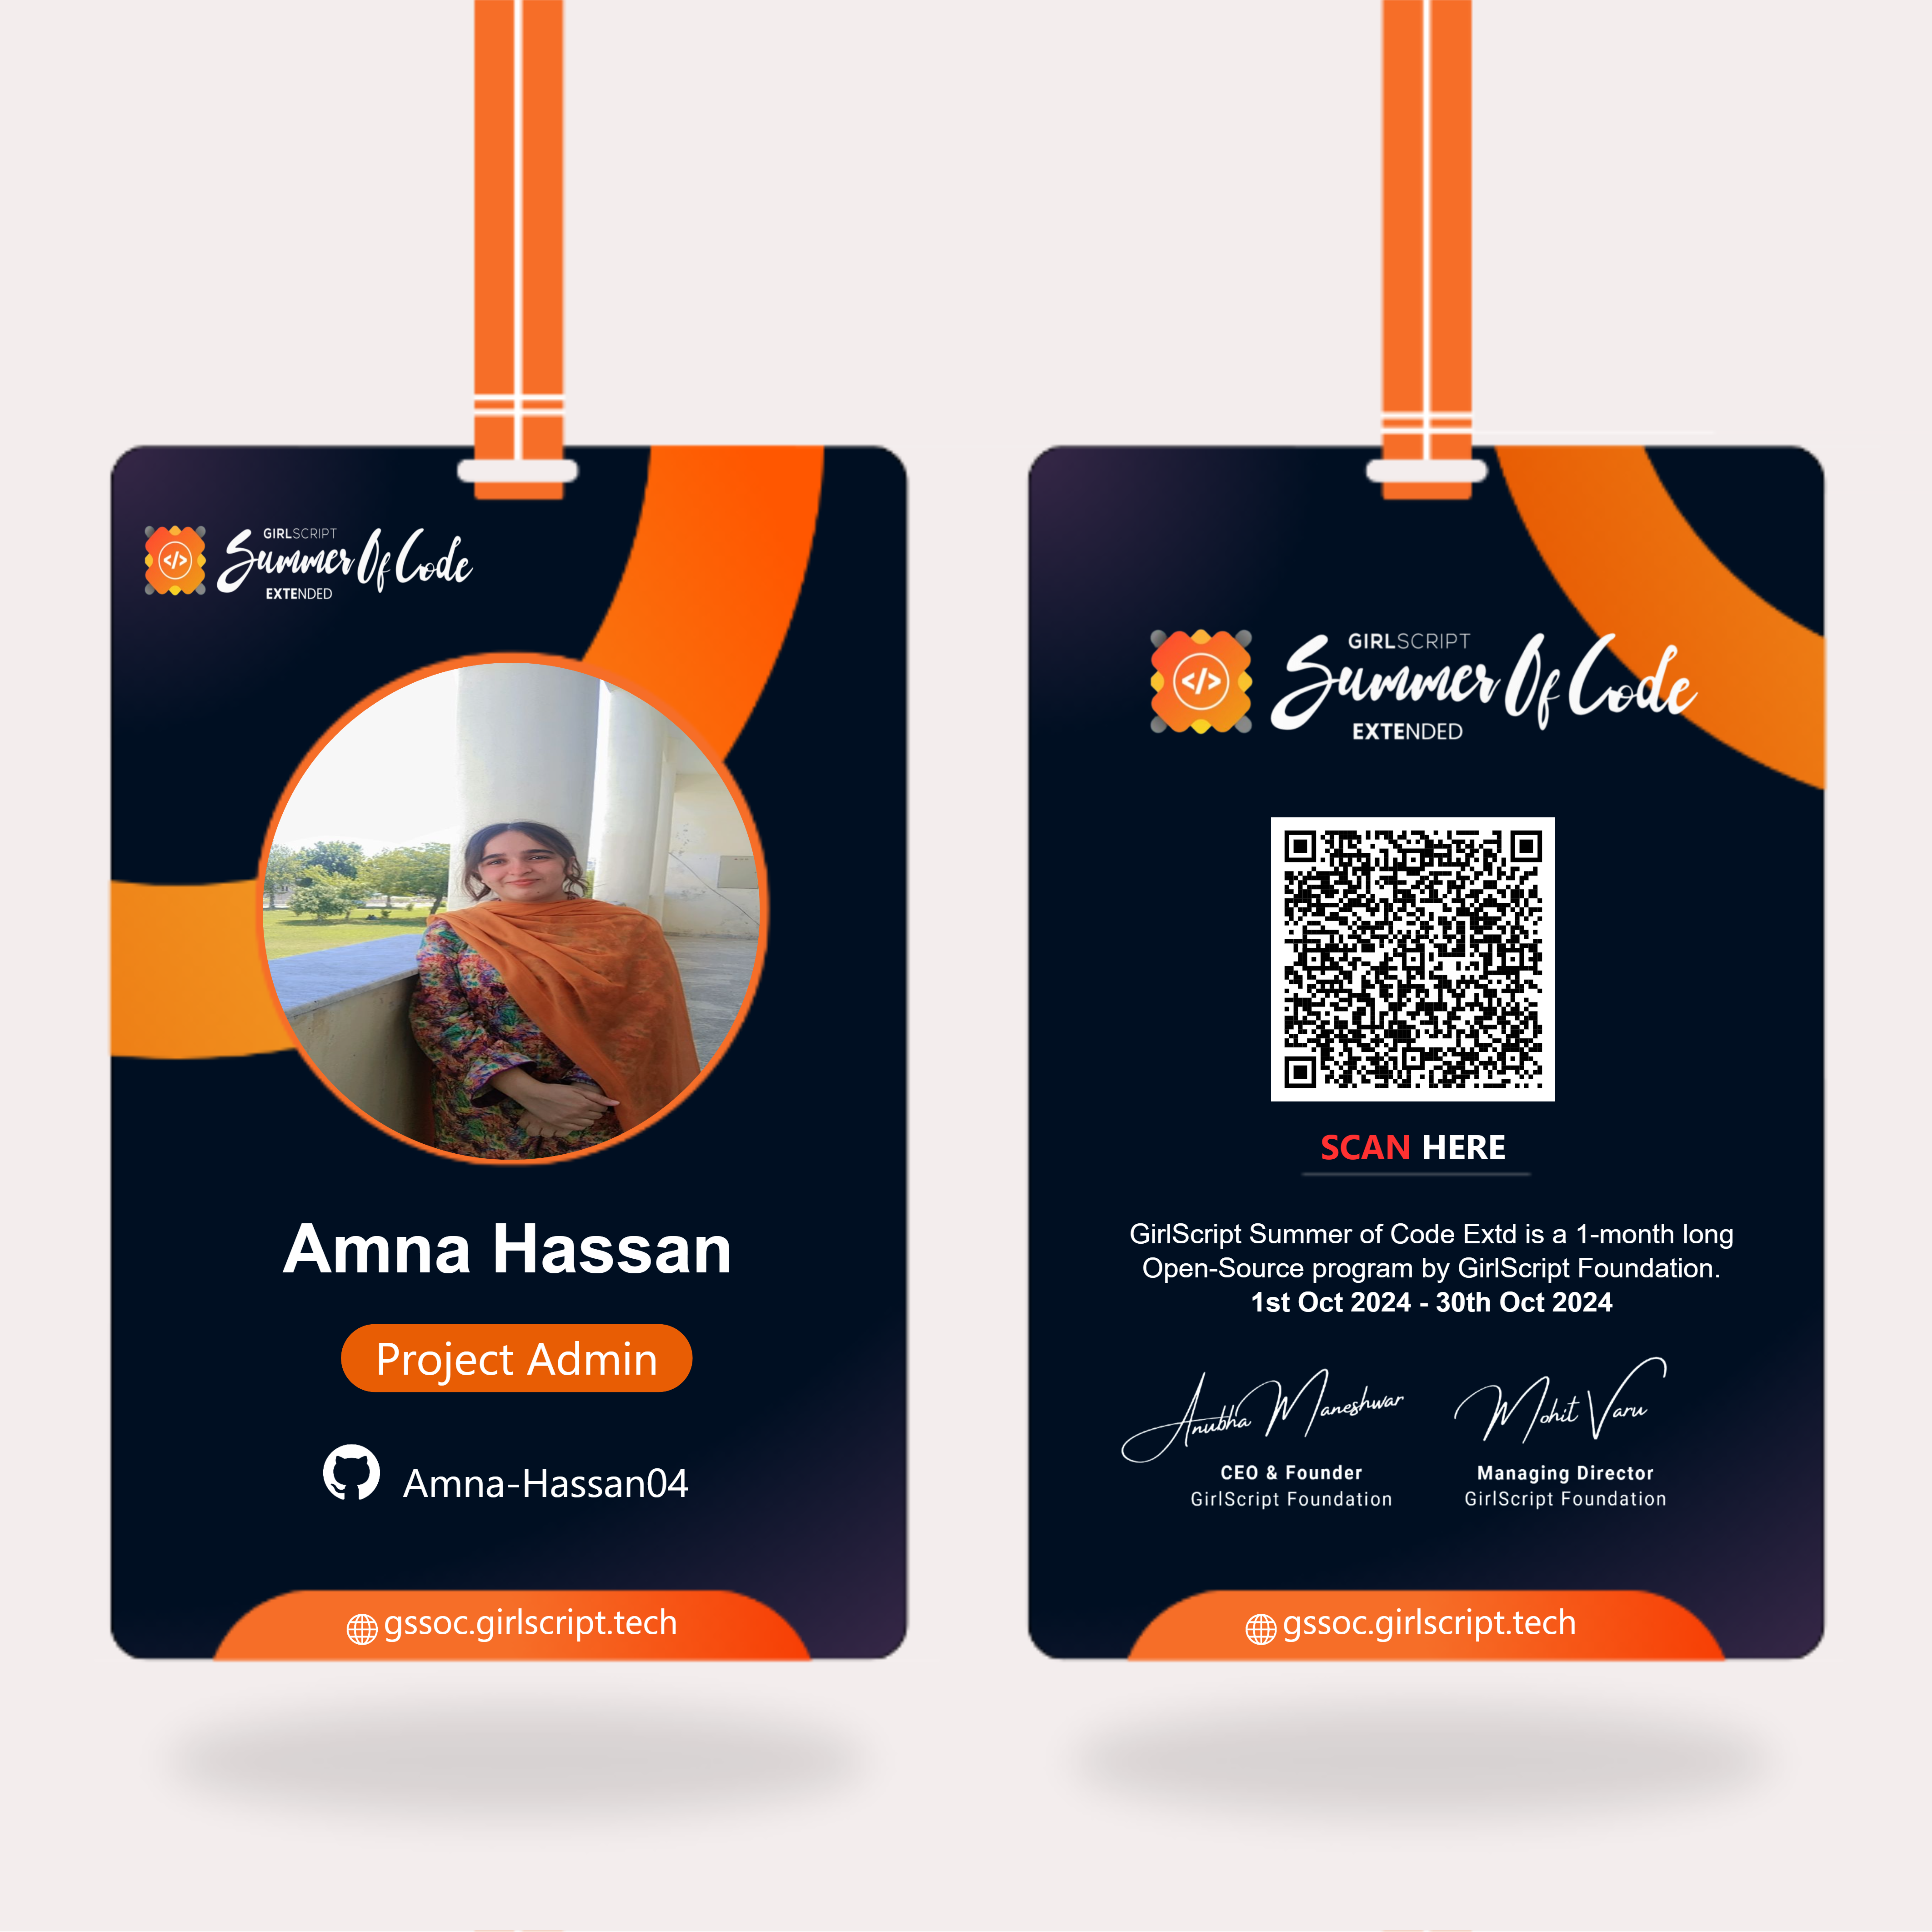 GIRLSCRIPT
Summer Of Code
EXTENDED
Amna Hassan
Project Admin
Amna-Hassan04
gssoc.girlscript.tech
GIRLSCRIPT
Summer Of Code
EXTENDED
SCAN HERE
GirlScript Summer of Code Extd is a 1-month long
Open-Source program by GirlScript Foundation.
1st Oct 2024 - 30th Oct 2024
Anubha Maneshwar
CEO & Founder
GirlScript Foundation
Mohit Varu
Managing Director
GirlScript Foundation
gssoc.girlscript.tech